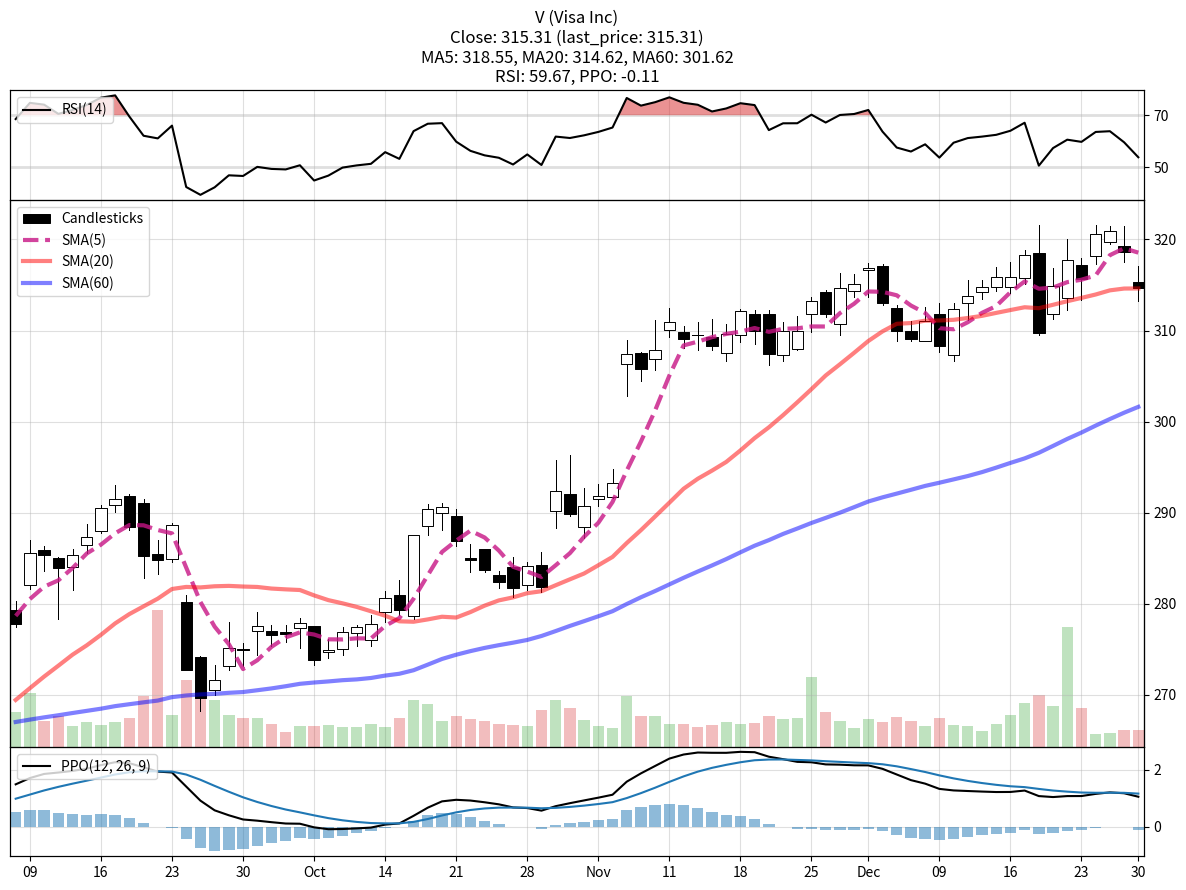 V (Visa Inc)
Close: 315.31 (last_price: 315.31)
MA5: 318.55, MA20: 314.62, MA60: 301.62
RSI: 59.67, PPO: -0.11
RSI(14)
70
50
Candlesticks
SMA(5)
SMA(20)
SMA(60)
320
310
300
290
280
270
PPO(12, 26, 9)
2
0
09 16 23 30 Oct 14 21 28 Nov 11 18 25 Dec 09 16 23 30